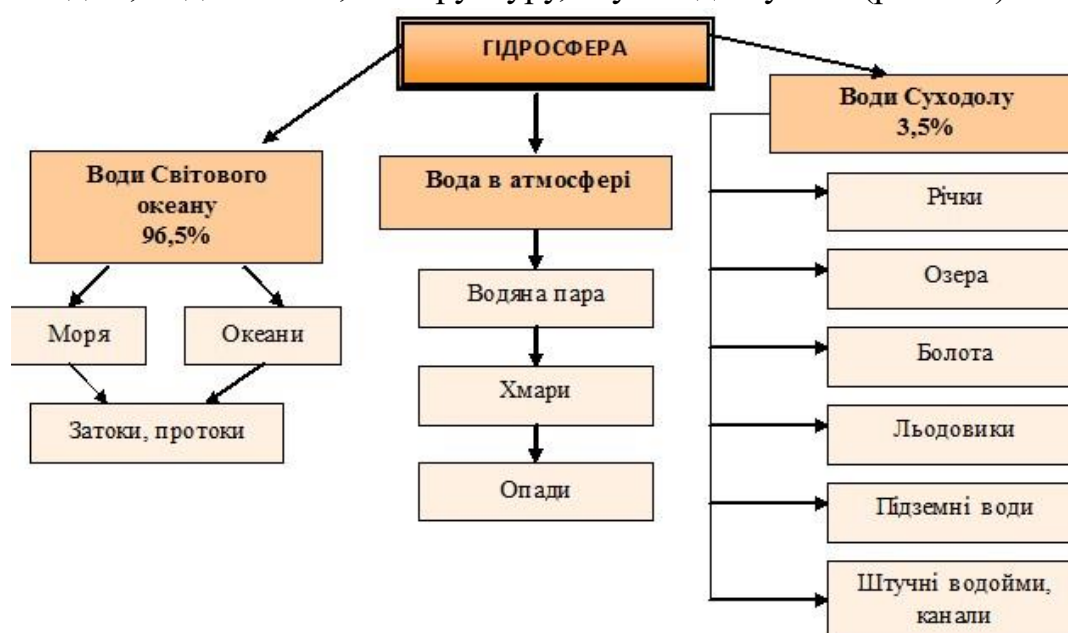 ГІДРОСФЕРА
Води Світового
океану
96,5%
Моря
Океани
Затоки, протоки
Вода в атмосфері
Водяна пара
Хмари
Опади
Води Суходолу
3,5%
Річки
Озера
Болота
Льодовики
Підземні води
Штучні водойми,
канали